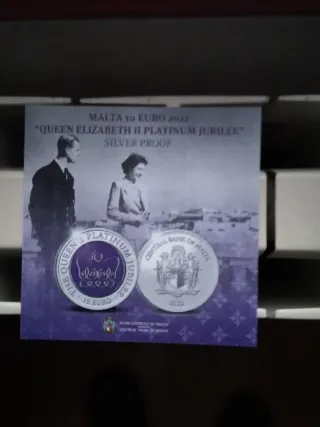 MALTA 10 EURO 2022
"QUEEN ELIZABETH II PLATINUM JUBILEE"
SILVER PROOF
THE QUEEN'S PLATINUM JUBILEE
10 EURO
CENTRAL BANK OF MALTA
2022
BANK ĊENTRALI TA' MALTA
CENTRAL BANK OF MALTA